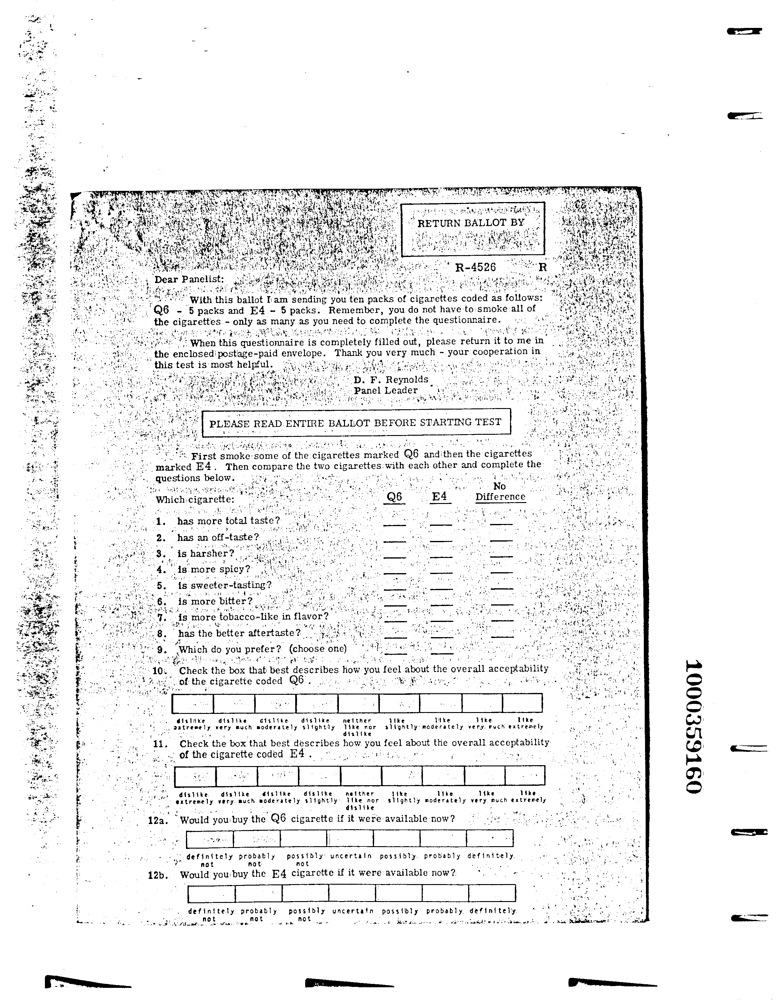 RETURN BALLOT BY
R-4526 R
Dear Panelist:
With this ballot I am sending you ten packs of cigarettes coded as follows:
Q6 - 5 packs and E4 - 5 packs. Remember, you do not have to smoke all of
the cigarettes - only as many as you need to complete the questionnaire.
When this questionnaire is completely filled out, please return it to me in
the enclosed postage-paid envelope. Thank you very much - your cooperation in
this test is most helpful.
D. F. Reynolds
Panel Leader
PLEASE READ ENTIRE BALLOT BEFORE STARTING TEST
First smoke some of the cigarettes marked Q6 and then the cigarettes
marked E4. Then compare the two cigarettes with each other and complete the
questions below.
No
Which cigarette: Q6 E4 Difference
1. has more total taste?
2. has an off-taste?
3. is harsher?
4. is more spicy?
5. is sweeter-tasting?
6. is more bitter?
7. is more tobacco-like in flavor?
8. has the better aftertaste?
9. Which do you prefer? (choose one)
10. Check the box that best describes how you feel about the overall acceptability
of the cigarette coded Q6.
dislike dislike dislike dislike neither like like like like
extremely very much moderately slightly like nor slightly moderately very much extremely
dislike
11. Check the box that best describes how you feel about the overall acceptability
of the cigarette coded E4.
dislike dislike dislike dislike neither like like like like
extremely very much moderately slightly like nor slightly moderately very much extremely
dislike
12a. Would you buy the Q6 cigarette if it were available now?
definitely probably possibly uncertain possibly probably definitely
not not not
12b. Would you buy the E4 cigarette if it were available now?
definitely probably possibly uncertain possibly probably definitely
not not not
1000359160